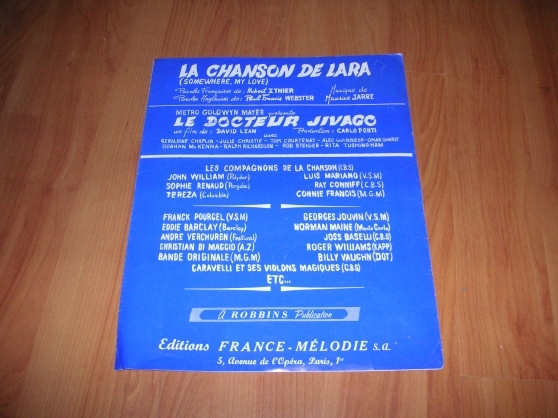 LA CHANSON DE LARA
(SOMEWHERE, MY LOVE)
Paroles Françaises de: Hubert ITHIER
Paroles Anglaises de: Paul Francis WEBSTER
Musique de
Maurice JARRE
METRO GOLDWYN MAYER présente
LE DOCTEUR JIVAGO
un film de: DAVID LEAN
Production: CARLO PONTI
avec
GERALDINE CHAPLIN - JULIE CHRISTIE - TOM COURTENAY - ALEC GUINNESS - OMAR SHARIF
SIOBHAN Mc KENNA - RALPH RICHARDSON - ROD STEIGER - RITA TUSHINGHAM
LES COMPAGNONS DE LA CHANSON (C.B.S)
JOHN WILLIAM (Polydor)
SOPHIE RENAUD (Pergola)
TEREZA (Columbia)
LUIS MARIANO (V.S.M)
RAY CONNIFF (C.B.S)
CONNIE FRANCIS (M.G.M)
FRANCK POURCEL (V.S.M)
EDDIE BARCLAY (Barclay)
ANDRE VERCHUREN (Festival)
CHRISTIAN DI MACCIO (A.Z)
BANDE ORIGINALE (M.G.M)
GEORGES JOUVIN (V.S.M)
NORMAN MAINE (Monte Carlo)
JOSS BASELLI (C.B.S)
ROGER WILLIAMS (KAPP)
BILLY VAUGHN (DOT)
CARAVELLI ET SES VIOLONS MAGIQUES (C.B.S)
ETC...
A ROBBINS Publication
Editions FRANCE-MÉLODIE s.a.
5, Avenue de l'Opéra, Paris, 1er